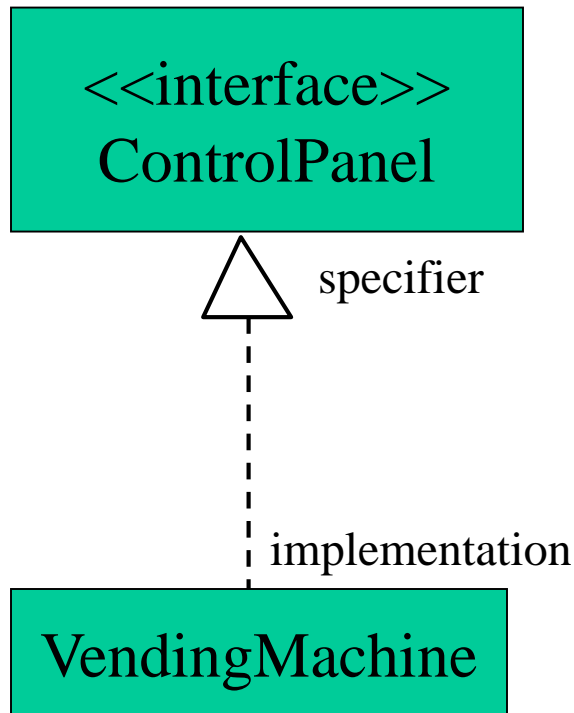 <<interface>>
ControlPanel
specifier
implementation
VendingMachine